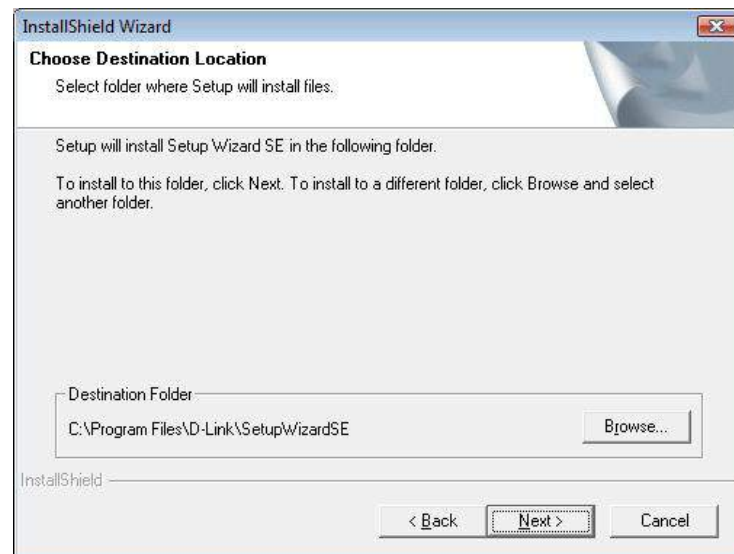 InstallShield Wizard
Choose Destination Location
Select folder where Setup will install files.
Setup will install Setup Wizard SE in the following folder.
To install to this folder, click Next. To install to a different folder, click Browse and select
another folder.
Destination Folder
C:\Program Files\D-Link\SetupWizardSE
Browse...
InstallShield
< Back
Next >
Cancel